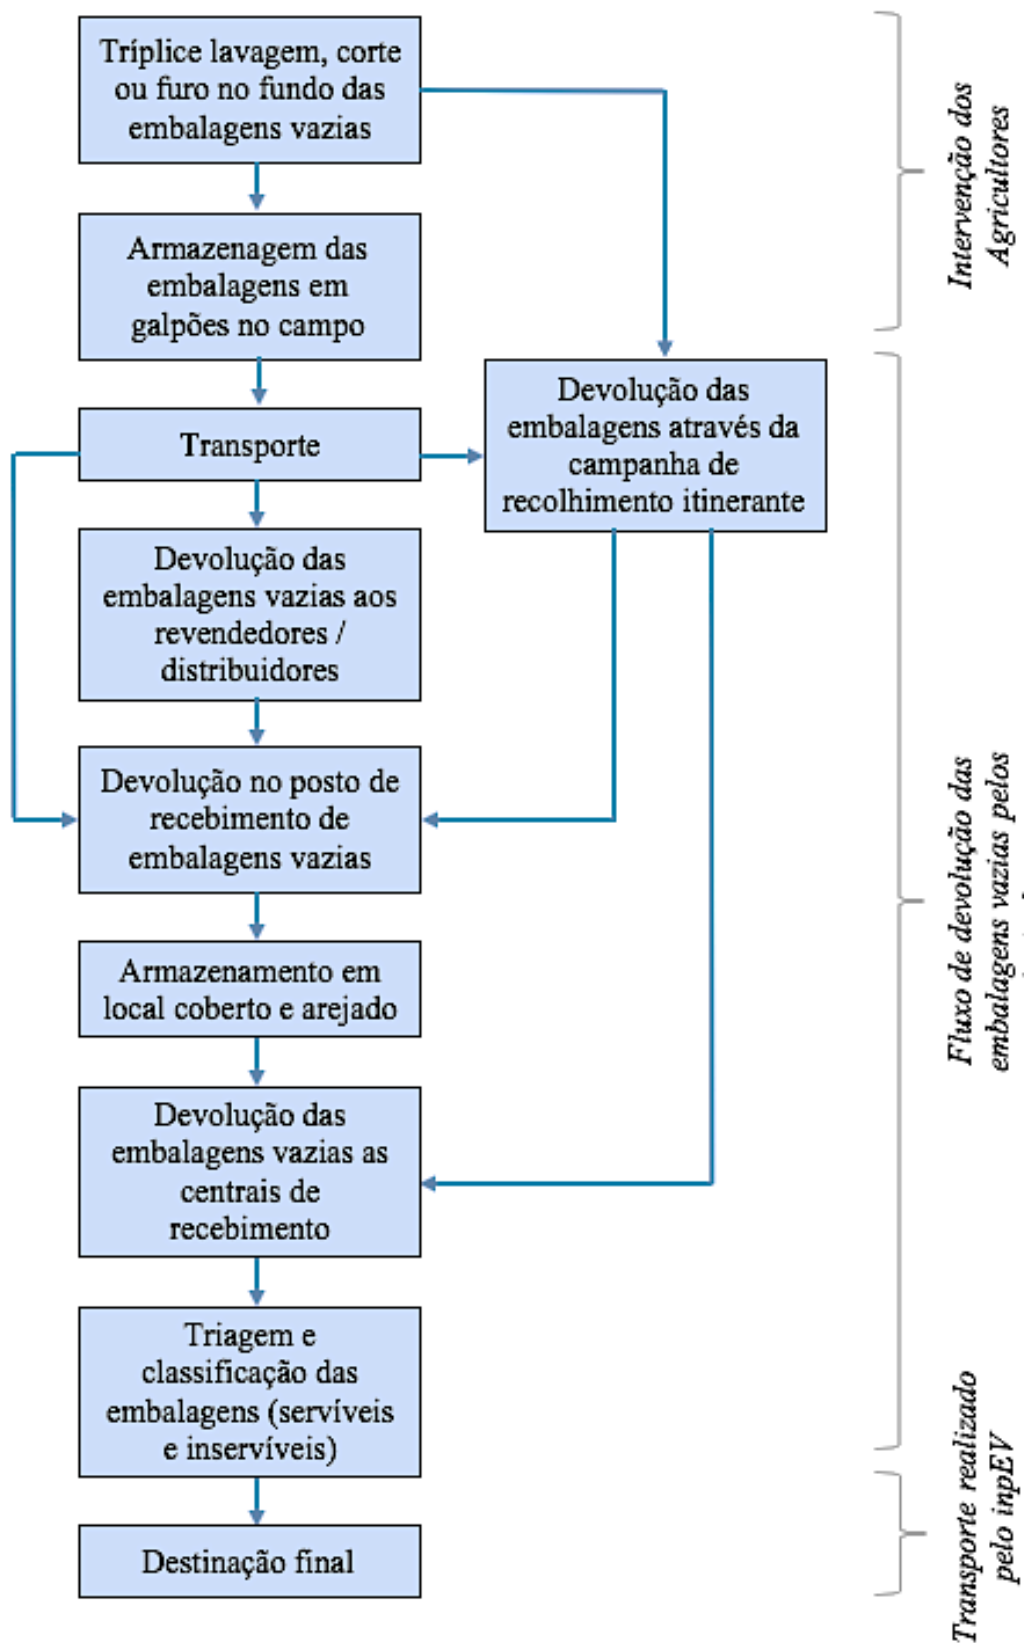 Tríplice lavagem, corte
ou furo no fundo das
embalagens vazias
Armazenagem das
embalagens em
galpões no campo
Transporte
Devolução das
embalagens através da
campanha de
recolhimento itinerante
Devolução das
embalagens vazias aos
revendedores /
distribuidores
Devolução no posto de
recebimento de
embalagens vazias
Armazenamento em
local coberto e arejado
Devolução das
embalagens vazias as
centrais de
recebimento
Triagem e
classificação das
embalagens (servíveis
e inservíveis)
Destinação final
Intervenção dos
Agricultores
Fluxo de devolução das
embalagens vazias pelos
Transporte realizado
pelo inpEV